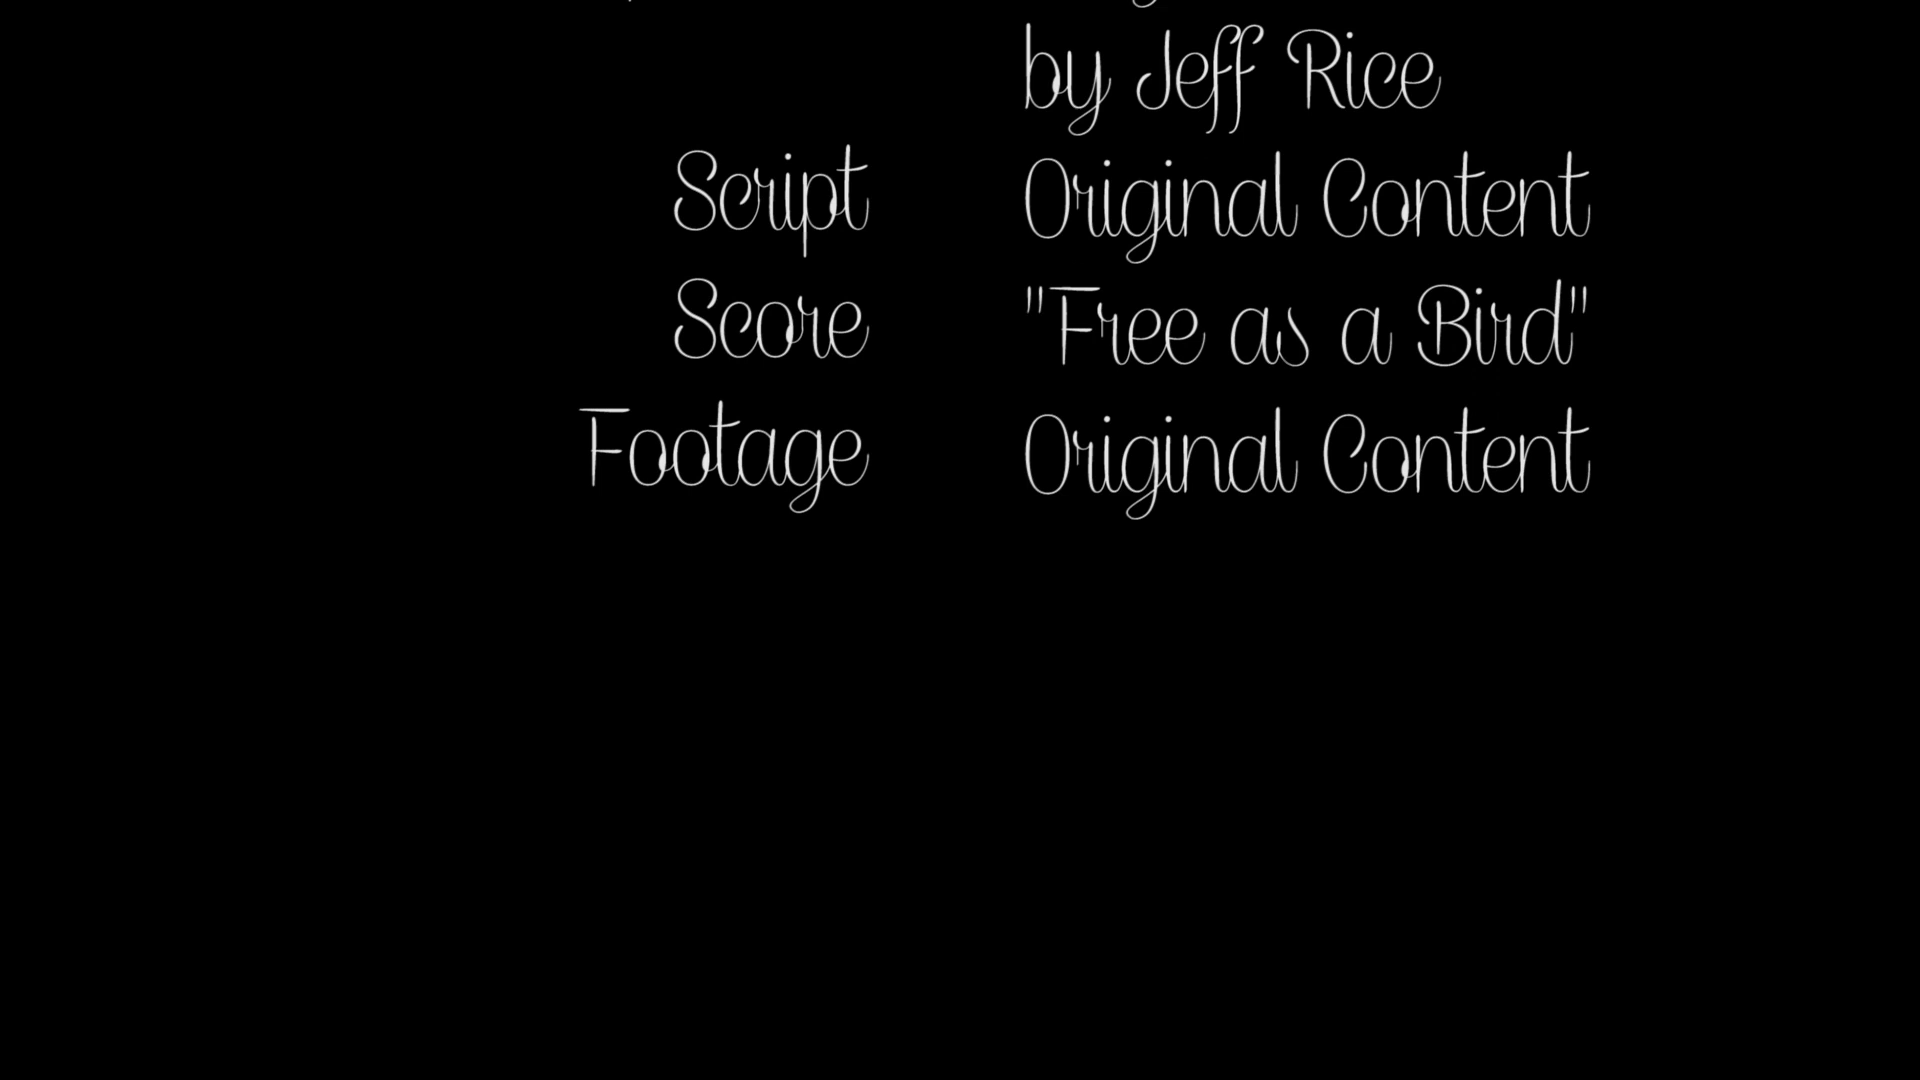 by Jeff Rice
Script Original Content
Score "Free as a Bird"
Footage Original Content